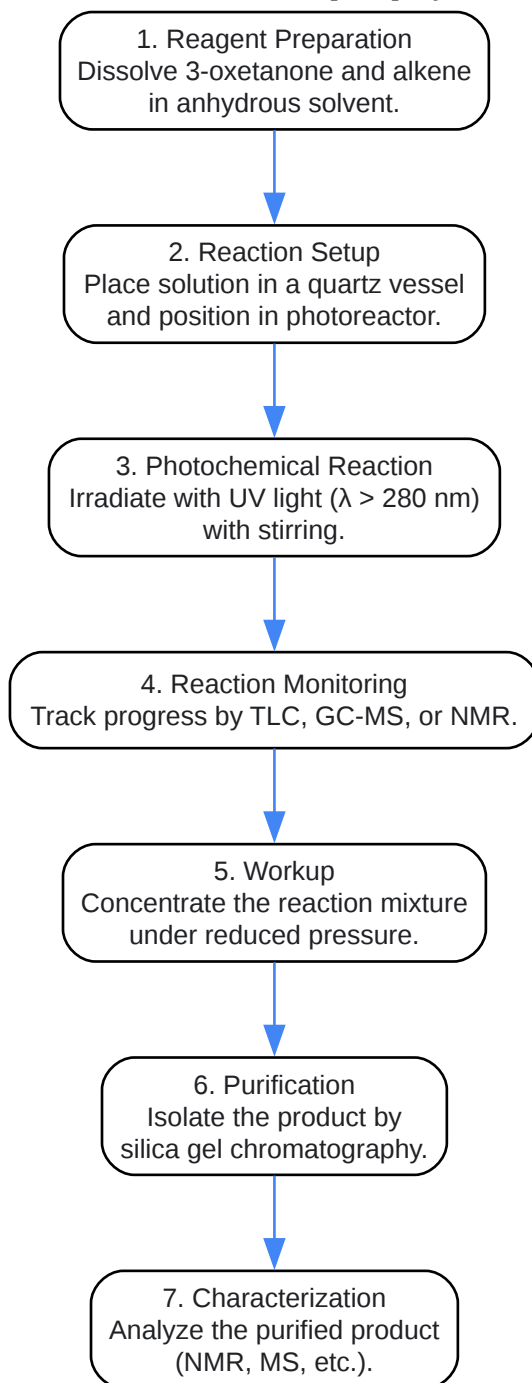 1. Reagent Preparation
Dissolve 3-oxetanone and alkene
in anhydrous solvent.
2. Reaction Setup
Place solution in a quartz vessel
and position in photoreactor.
3. Photochemical Reaction
Irradiate with UV light (λ > 280 nm)
with stirring.
4. Reaction Monitoring
Track progress by TLC, GC-MS, or NMR.
5. Workup
Concentrate the reaction mixture
under reduced pressure.
6. Purification
Isolate the product by
silica gel chromatography.
7. Characterization
Analyze the purified product
(NMR, MS, etc.).